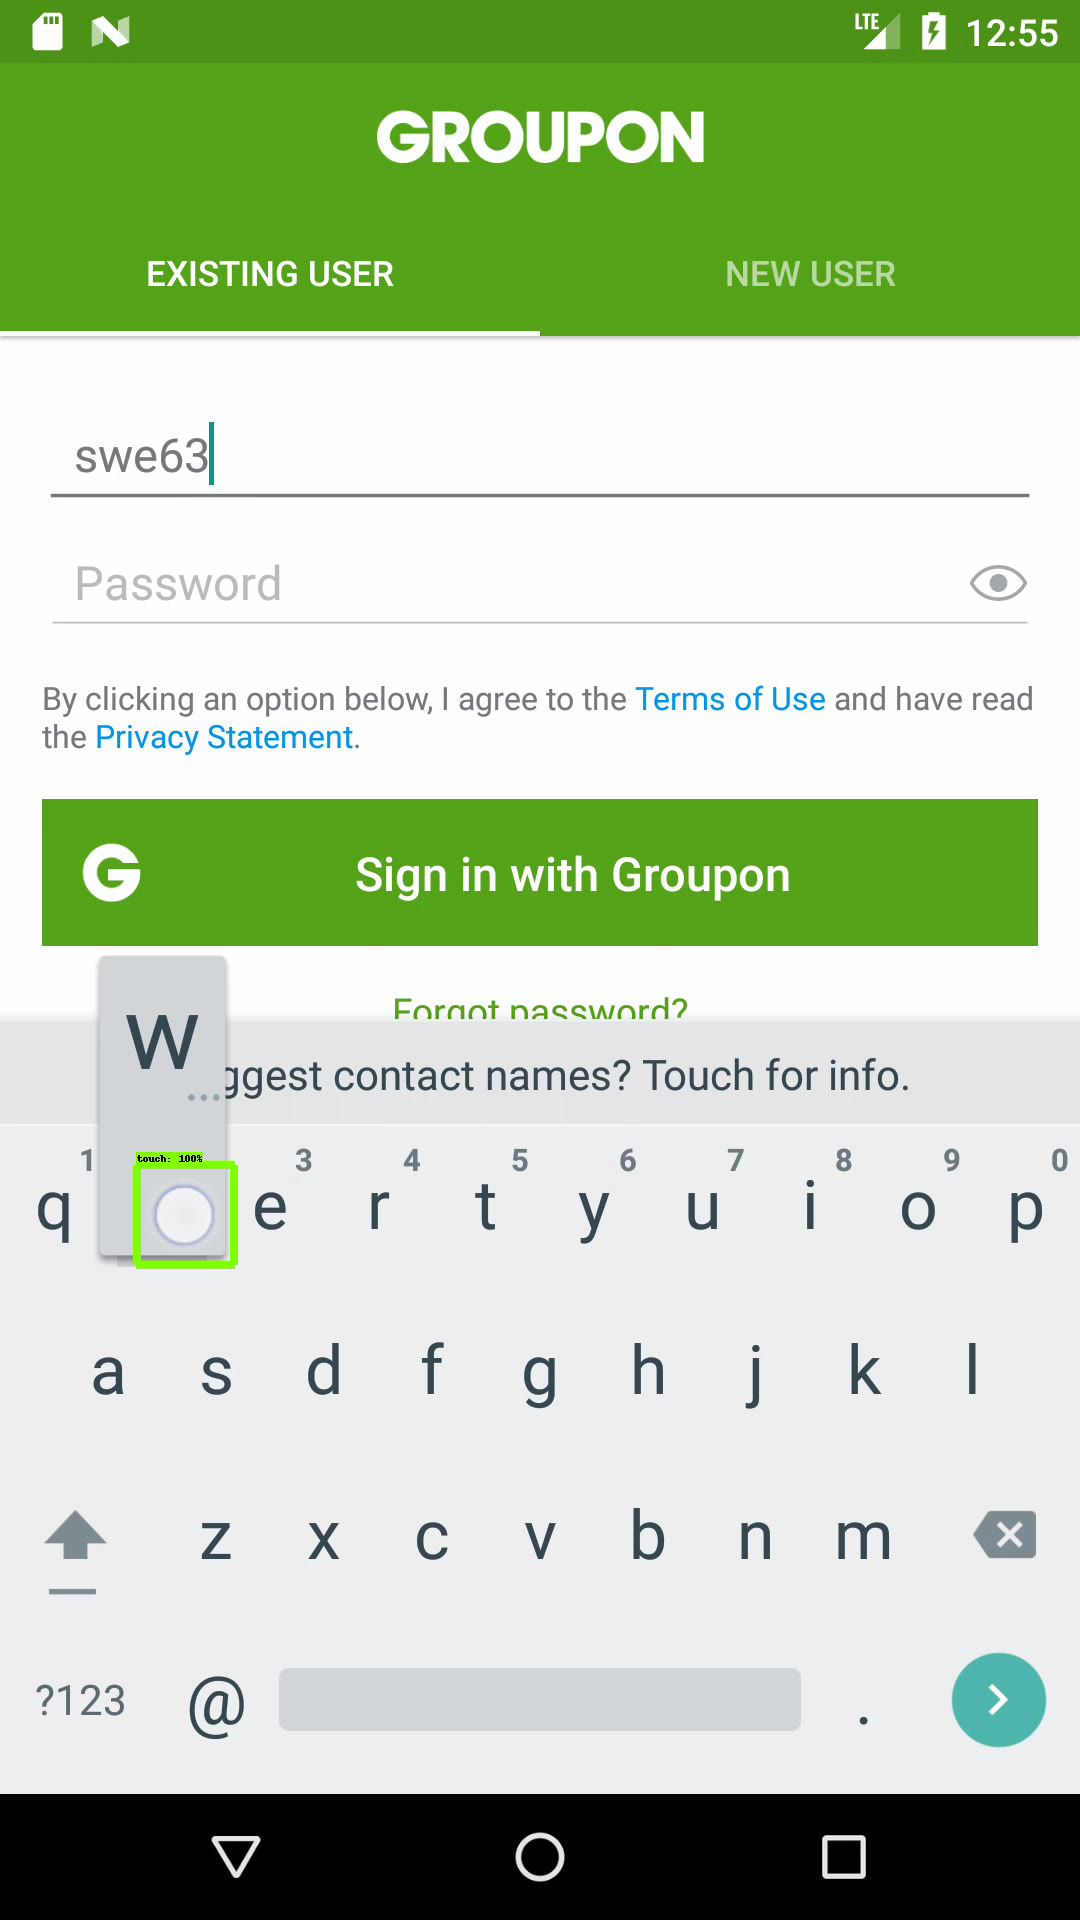 LTE 12:55
GROUPON
EXISTING USER NEW USER
swe63
Password
By clicking an option below, I agree to the Terms of Use and have read
the Privacy Statement.
G Sign in with Groupon
Forgot password?
w
ggest contact names? Touch for info.
...
touch: 100%
1 3 4 5 6 7 8 9 0
q e r t y u i o p
a s d f g h j k l
z x c v b n m
?123 @ .